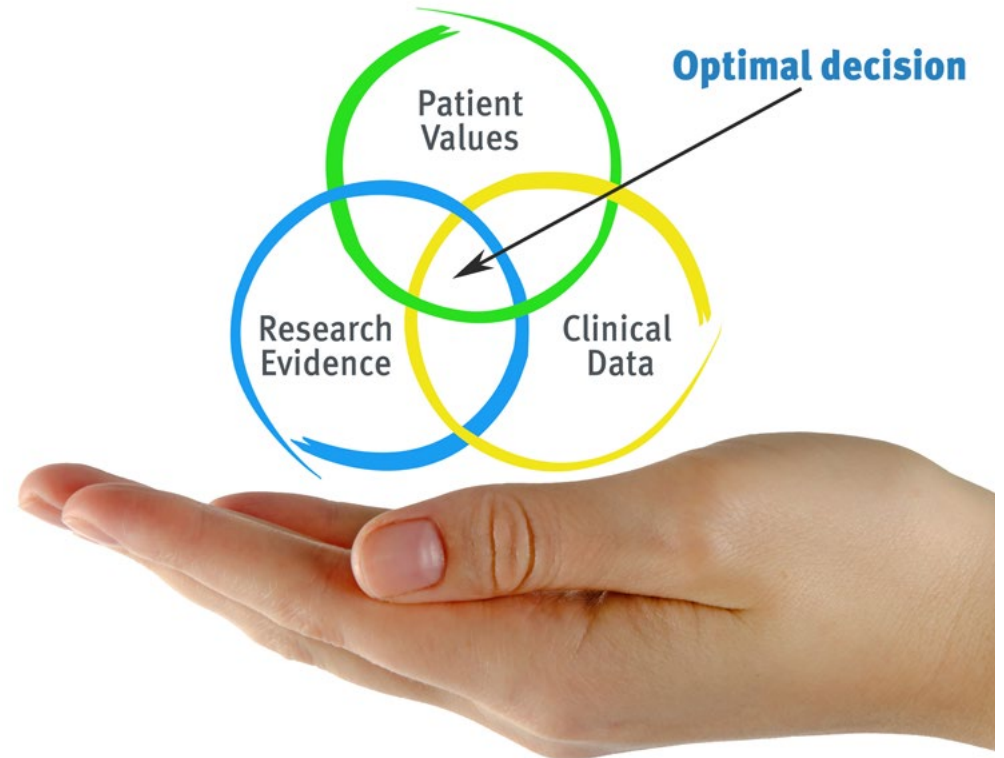 Optimal decision
Patient
Values
Research
Evidence
Clinical
Data